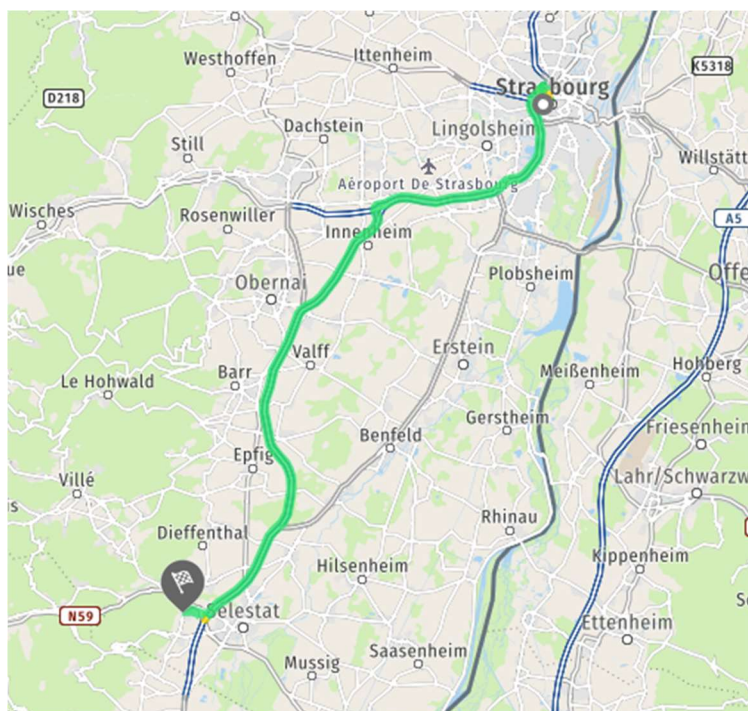 Westhoffen
Ittenheim
K5318
D218
Strasbourg
Dachstein
Lingolsheim
Still
Willstätt
Aéroport De Strasbourg
Wisches
Rosenwiller
A5
Innenheim
ue
Offe
Obernai
Plobsheim
Valff
Erstein
Le Hohwald
Barr
Meißenheim
Hohberg
Gerstheim
Friesenheim
Benfeld
Epfig
Villé
Lahr/Schwarzw
s
Rhinau
Dieffenthal
Kippenheim
Hilsenheim
N59
Sélestat
Ettenheim
Saasenheim
Mussig